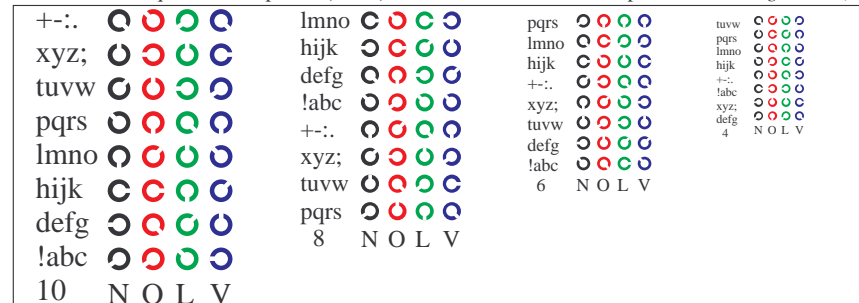 +-:.
xyz;
tuvw
pqrs
lmno
hijk
defg
!abc
10 N O L V
lmno
hijk
defg
!abc
+-:.
xyz;
tuvw
pqrs
8 N O L V
pqrs
lmno
hijk
+-:.
xyz;
tuvw
defg
!abc
6 N O L V
tuvw
pqrs
lmno
hijk
+-:.
!abc
xyz;
defg
4 N O L V